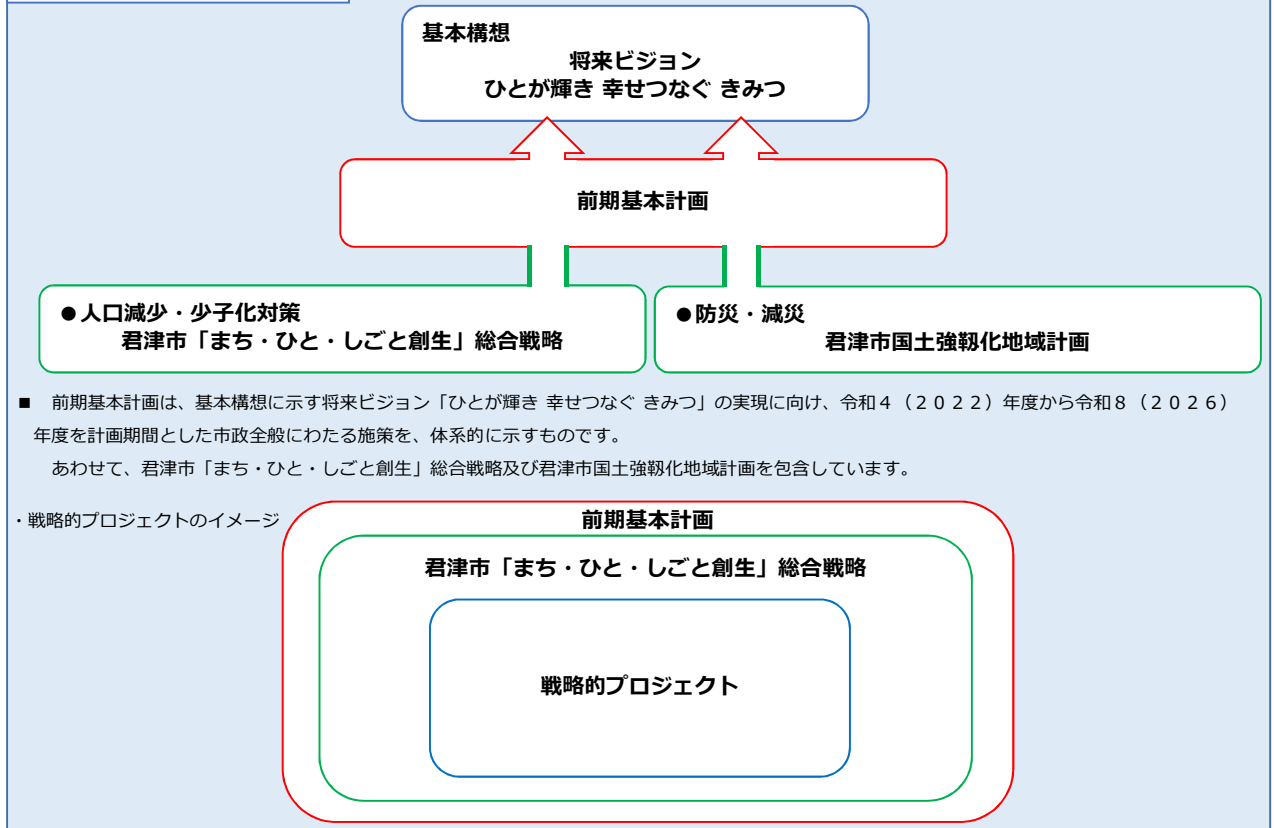 基本構想
将来ビジョン
ひとが輝き 幸せつなぐ きみつ
前期基本計画
●人口減少・少子化対策
君津市「まち・ひと・しごと創生」総合戦略
●防災・減災
君津市国土強靱化地域計画
■　前期基本計画は、基本構想に示す将来ビジョン「ひとが輝き 幸せつなぐ きみつ」の実現に向け、令和４（２０２２）年度から令和８（２０２６）
年度を計画期間とした市政全般にわたる施策を、体系的に示すものです。
あわせて、君津市「まち・ひと・しごと創生」総合戦略及び君津市国土強靱化地域計画を包含しています。
・戦略的プロジェクトのイメージ
前期基本計画
君津市「まち・ひと・しごと創生」総合戦略
戦略的プロジェクト